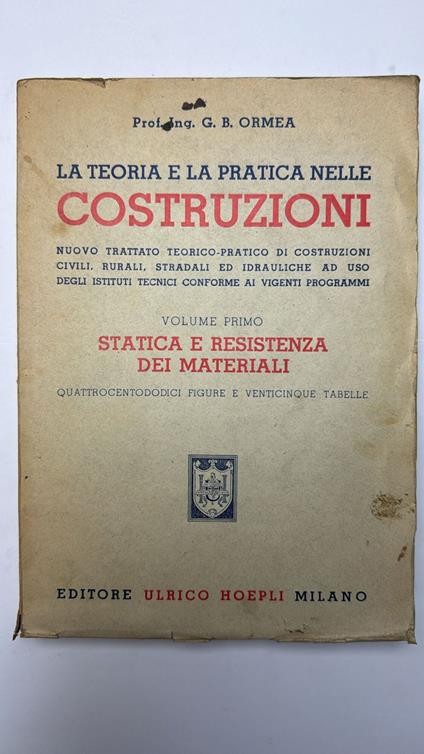 Prof. Ing. G. B. ORMEA
LA TEORIA E LA PRATICA NELLE
COSTRUZIONI
NUOVO TRATTATO TEORICO-PRATICO DI COSTRUZIONI
CIVILI, RURALI, STRADALI ED IDRAULICHE AD USO
DEGLI ISTITUTI TECNICI CONFORME AI VIGENTI PROGRAMMI
VOLUME PRIMO
STATICA E RESISTENZA
DEI MATERIALI
QUATTROCENTODODICI FIGURE E VENTICINQUE TABELLE
EDITORE ULRICO HOEPLI MILANO